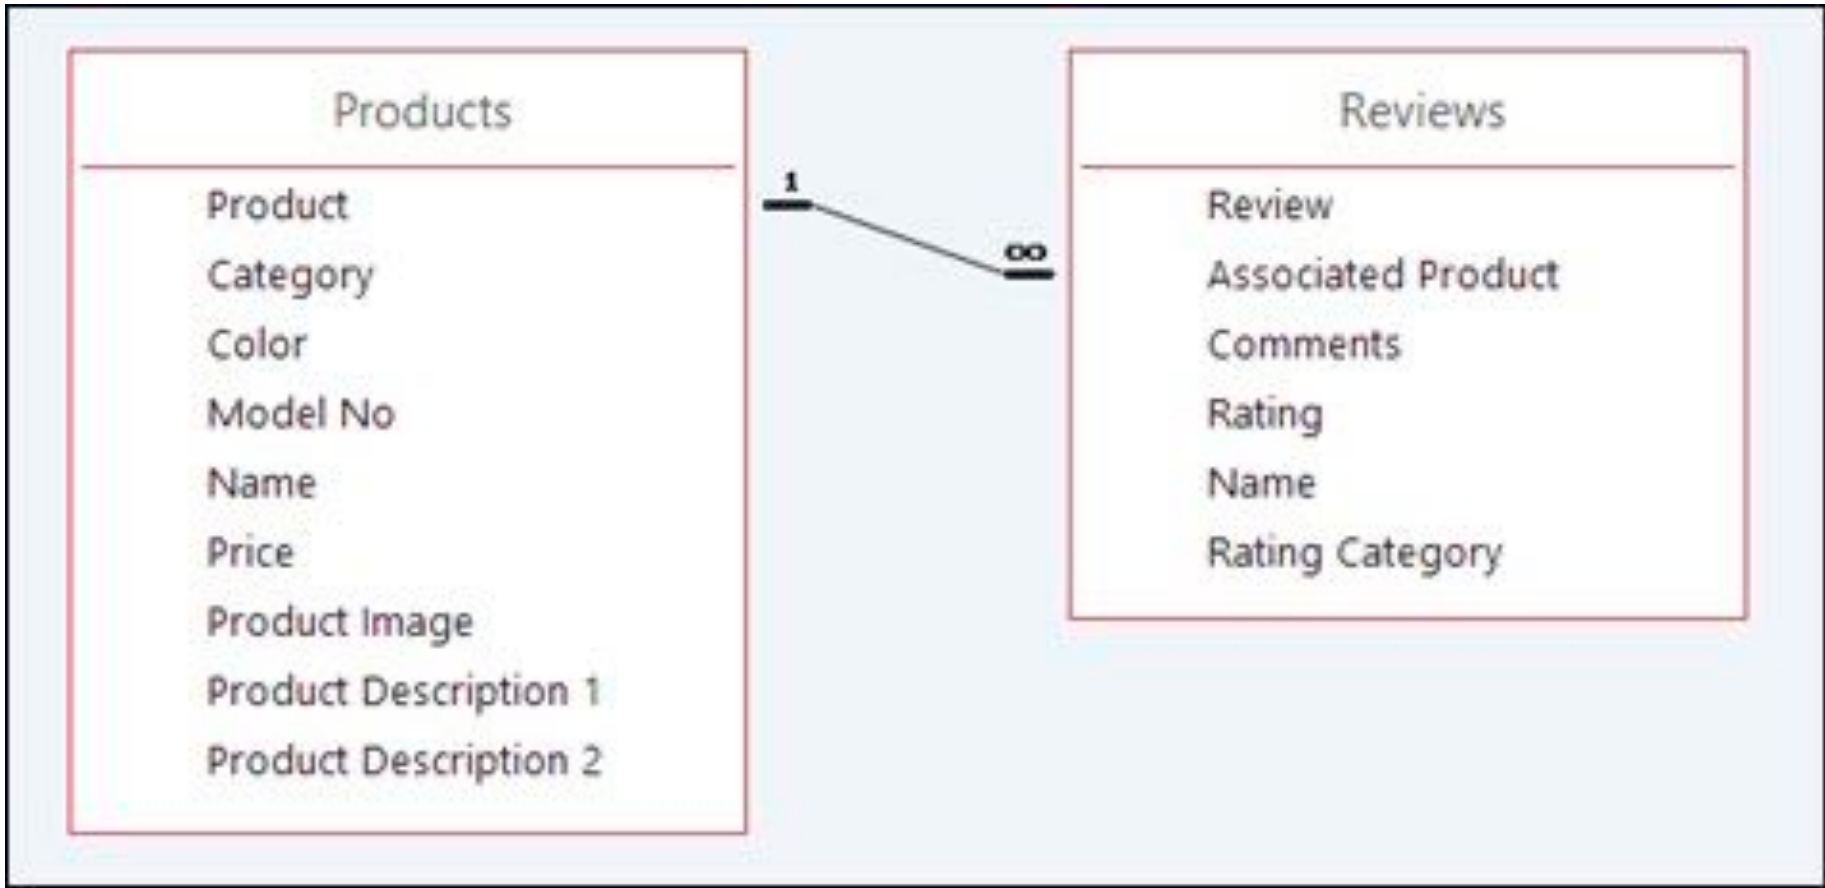 Products
Product
Category
Color
Model No
Name
Price
Product Image
Product Description 1
Product Description 2
1
∞
Reviews
Review
Associated Product
Comments
Rating
Name
Rating Category